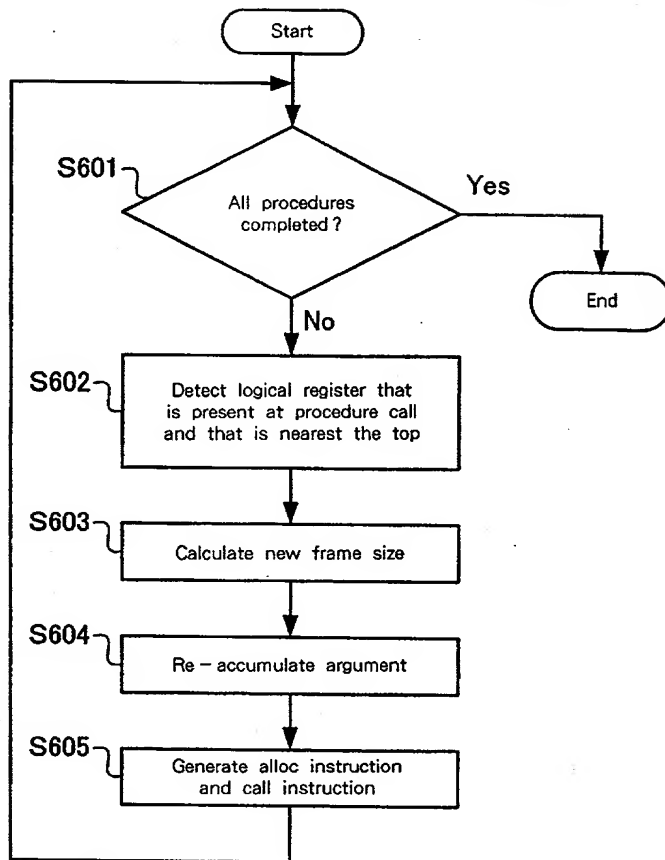 Start
S601
All procedures
completed?
Yes
End
No
S602
Detect logical register that
is present at procedure call
and that is nearest the top
S603
Calculate new frame size
S604
Re-accumulate argument
S605
Generate alloc instruction
and call instruction